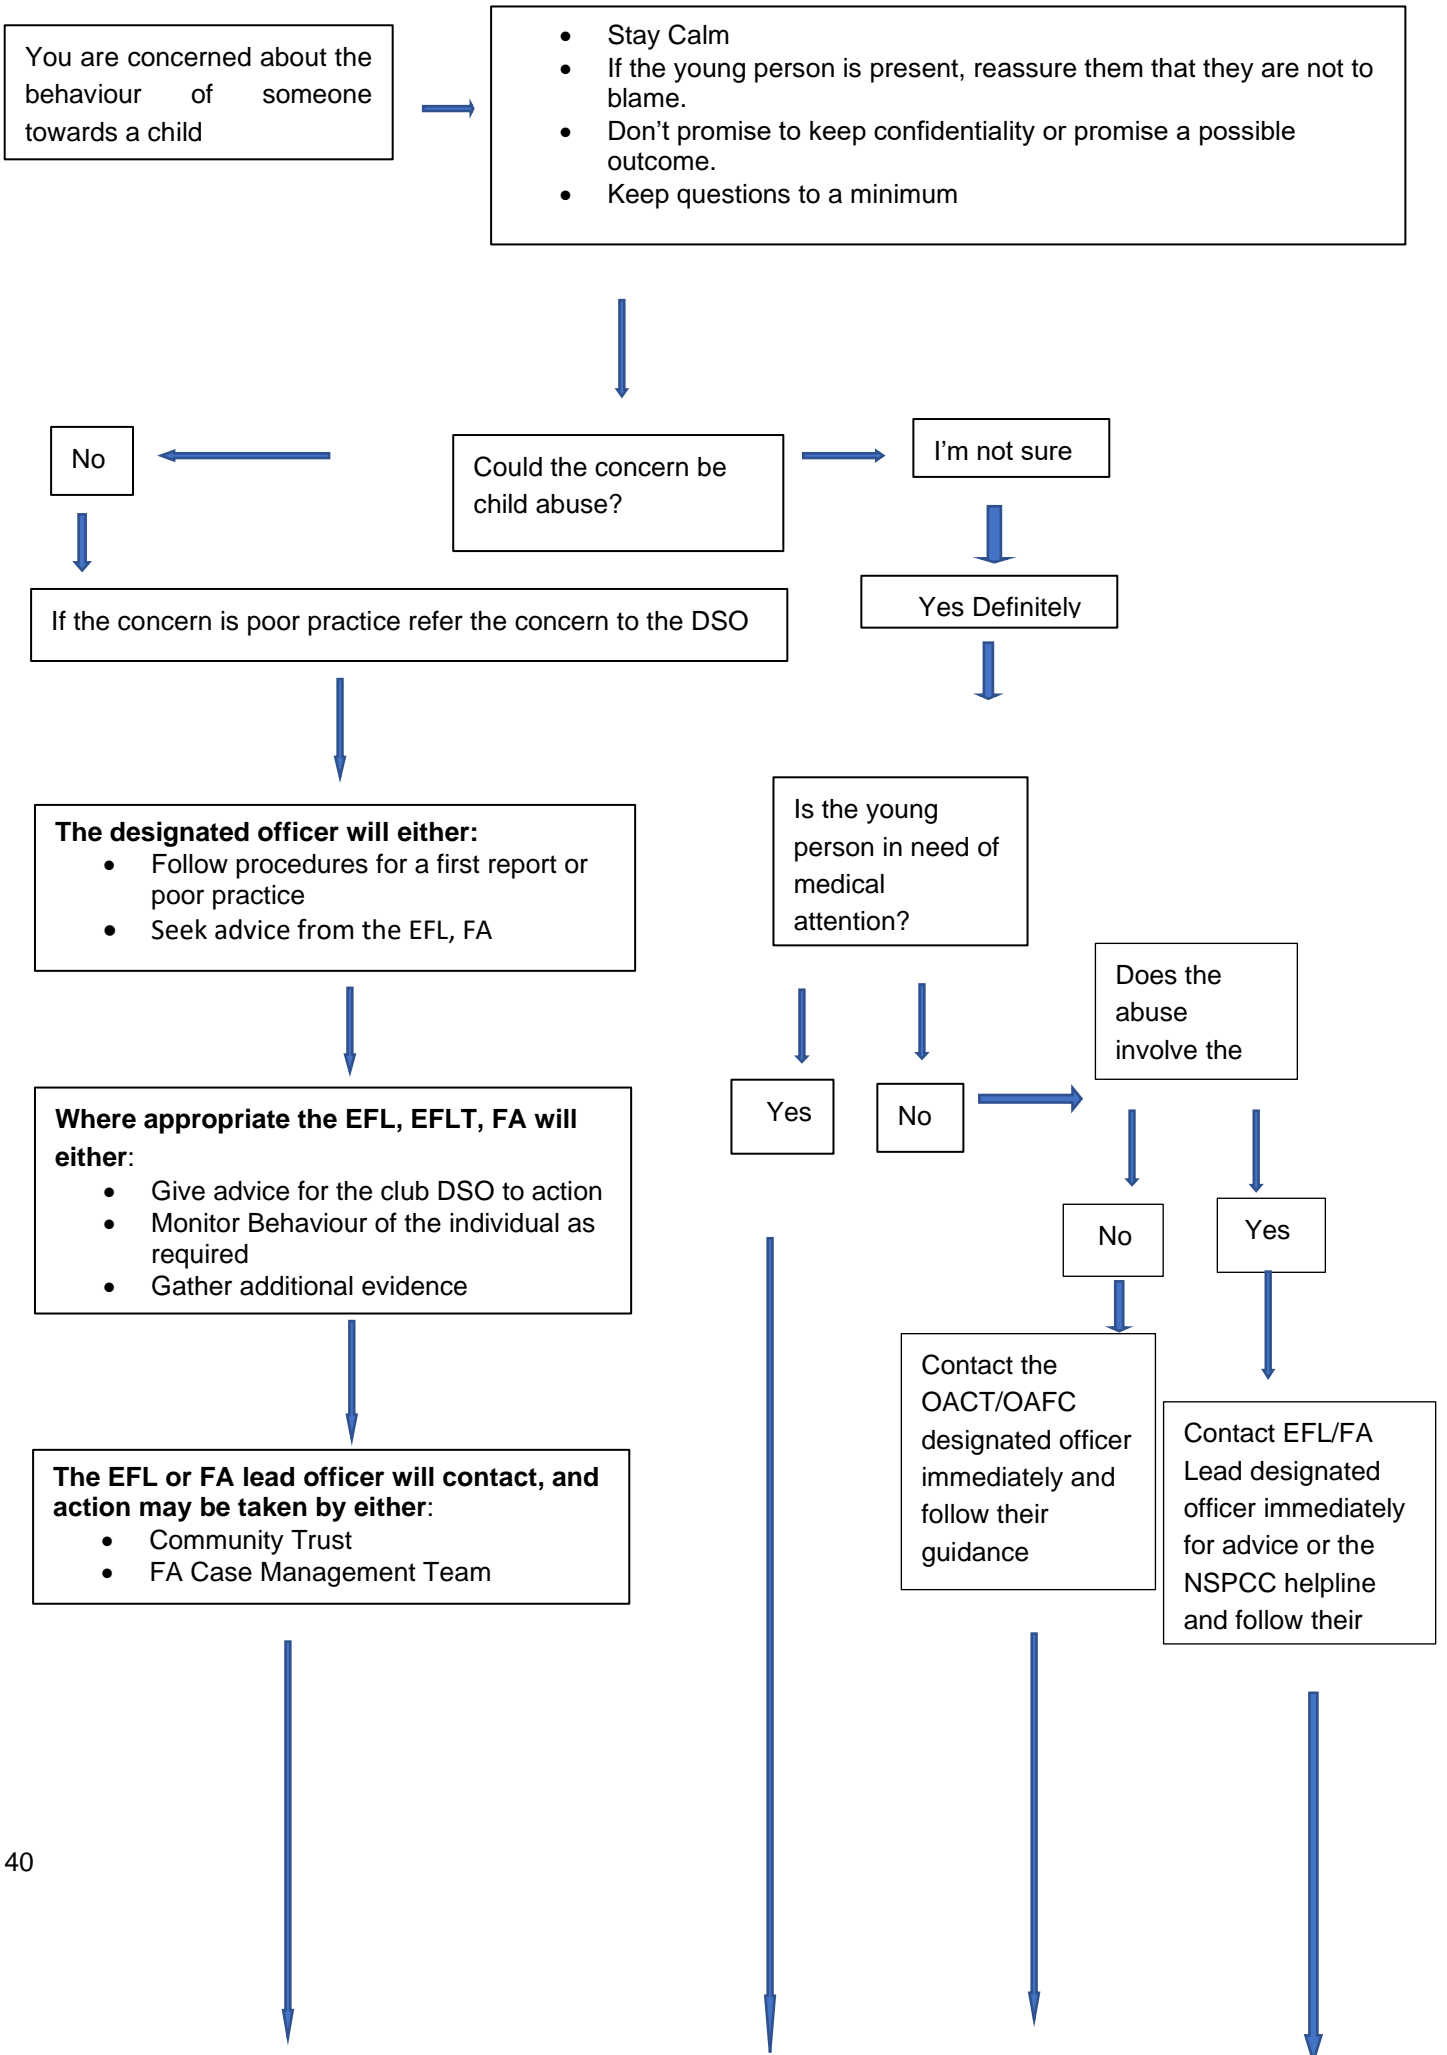 You are concerned about the
behaviour of someone
towards a child
• Stay Calm
• If the young person is present, reassure them that they are not to
blame.
• Don't promise to keep confidentiality or promise a possible
outcome.
• Keep questions to a minimum
No
Could the concern be
child abuse?
I'm not sure
Yes Definitely
If the concern is poor practice refer the concern to the DSO
The designated officer will either:
• Follow procedures for a first report or
poor practice
• Seek advice from the EFL, FA
Is the young
person in need of
medical
attention?
Does the
abuse
involve the
Where appropriate the EFL, EFLT, FA will
either:
• Give advice for the club DSO to action
• Monitor Behaviour of the individual as
required
• Gather additional evidence
Yes
No
No
Yes
Contact the
OACT/OAFC
designated officer
immediately and
follow their
guidance
Contact EFL/FA
Lead designated
officer immediately
for advice or the
NSPCC helpline
and follow their
The EFL or FA lead officer will contact, and
action may be taken by either:
• Community Trust
• FA Case Management Team
40